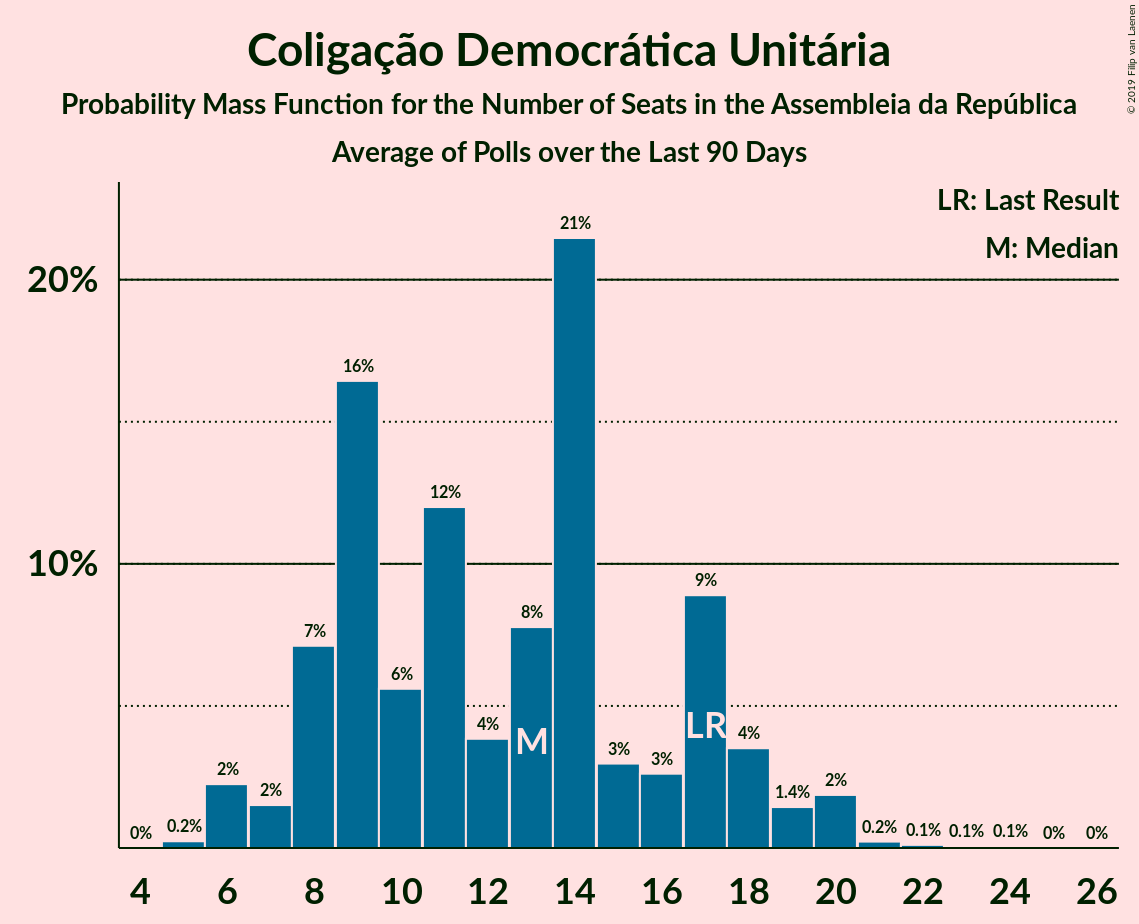 Coligação Democrática Unitária
Probability Mass Function for the Number of Seats in the Assembleia da República
Average of Polls over the Last 90 Days
© 2019 Filip van Laenen
LR: Last Result
M: Median
20%
10%
0%
0.2%
2%
2%
7%
16%
6%
12%
4%
8%
21%
3%
3%
9%
4%
1.4%
2%
0.2%
0.1%
0.1%
0.1%
0%
0%
M
LR
4 6 8 10 12 14 16 18 20 22 24 26